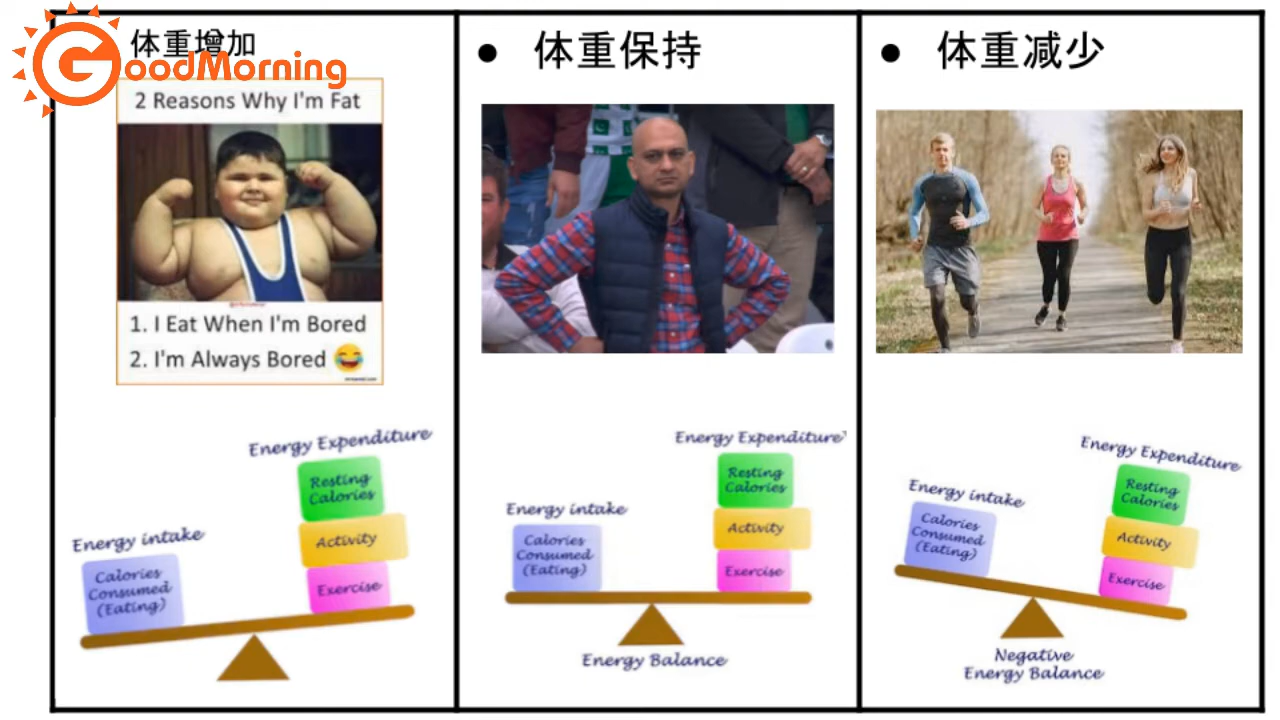 体重增加
GoodMorning
2 Reasons Why I'm Fat
1. I Eat When I'm Bored
2. I'm Always Bored 😂
Energy Expenditure
Resting
Calories
Activity
Exercise
Energy intake
Calories
Consumed
(Eating)
● 体重保持
Energy Expenditure
Resting
Calories
Activity
Exercise
Energy intake
Calories
Consumed
(Eating)
Energy Balance
● 体重减少
Energy Expenditure
Resting
Calories
Activity
Exercise
Energy intake
Calories
Consumed
(Eating)
Negative
Energy Balance